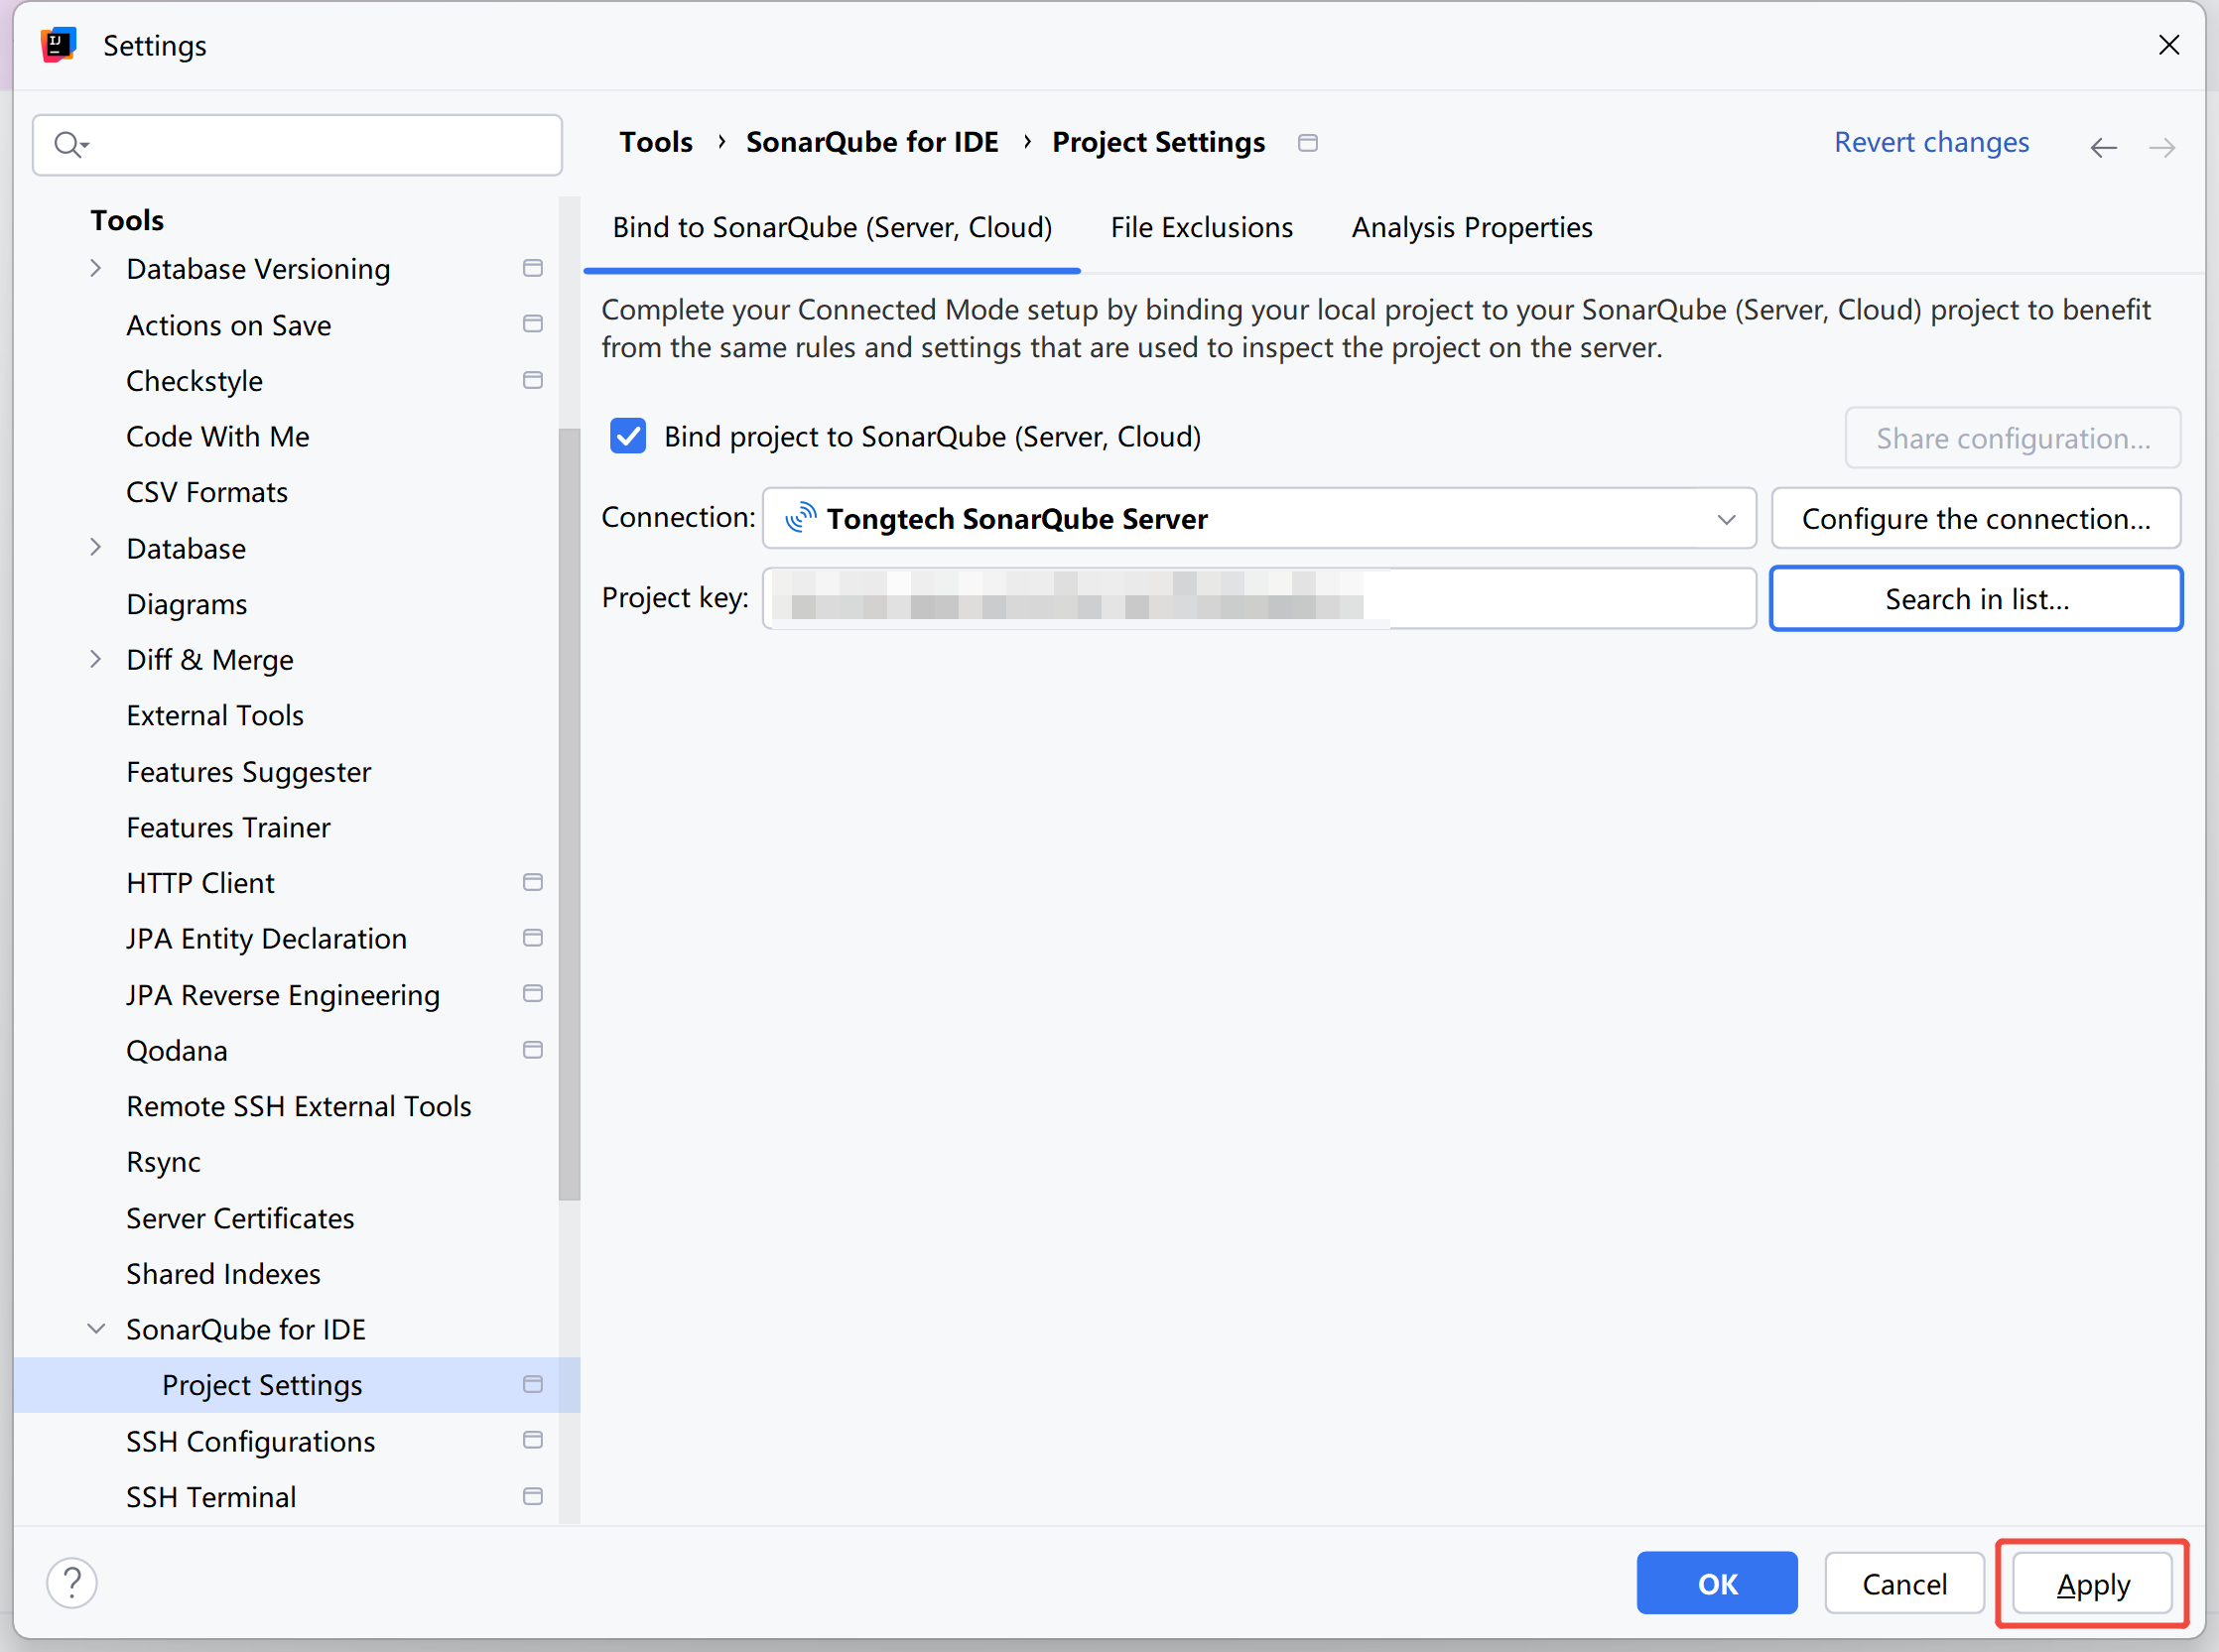 Settings
Tools › SonarQube for IDE › Project Settings
Revert changes
Tools
Database Versioning
Actions on Save
Checkstyle
Code With Me
CSV Formats
Database
Diagrams
Diff & Merge
External Tools
Features Suggester
Features Trainer
HTTP Client
JPA Entity Declaration
JPA Reverse Engineering
Qodana
Remote SSH External Tools
Rsync
Server Certificates
Shared Indexes
SonarQube for IDE
Project Settings
SSH Configurations
SSH Terminal
Bind to SonarQube (Server, Cloud)
File Exclusions
Analysis Properties
Complete your Connected Mode setup by binding your local project to your SonarQube (Server, Cloud) project to benefit
from the same rules and settings that are used to inspect the project on the server.
Bind project to SonarQube (Server, Cloud)
Share configuration...
Connection: Tongtech SonarQube Server
Configure the connection...
Project key:
Search in list...
?
OK
Cancel
Apply